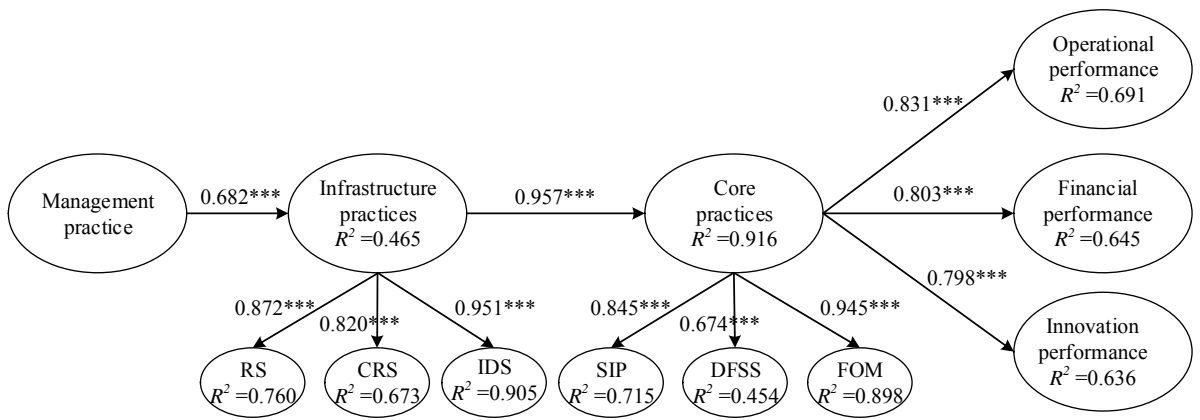 Operational
performance
R² =0.691
0.831***
Management
practice
0.682***
Infrastructure
practices
R² =0.465
0.957***
Core
practices
R² =0.916
0.803***
Financial
performance
R² =0.645
0.798***
Innovation
performance
R² =0.636
0.872***
0.820***
0.951***
0.845***
0.674***
0.945***
RS
R² =0.760
CRS
R² =0.673
IDS
R² =0.905
SIP
R² =0.715
DFSS
R² =0.454
FOM
R² =0.898